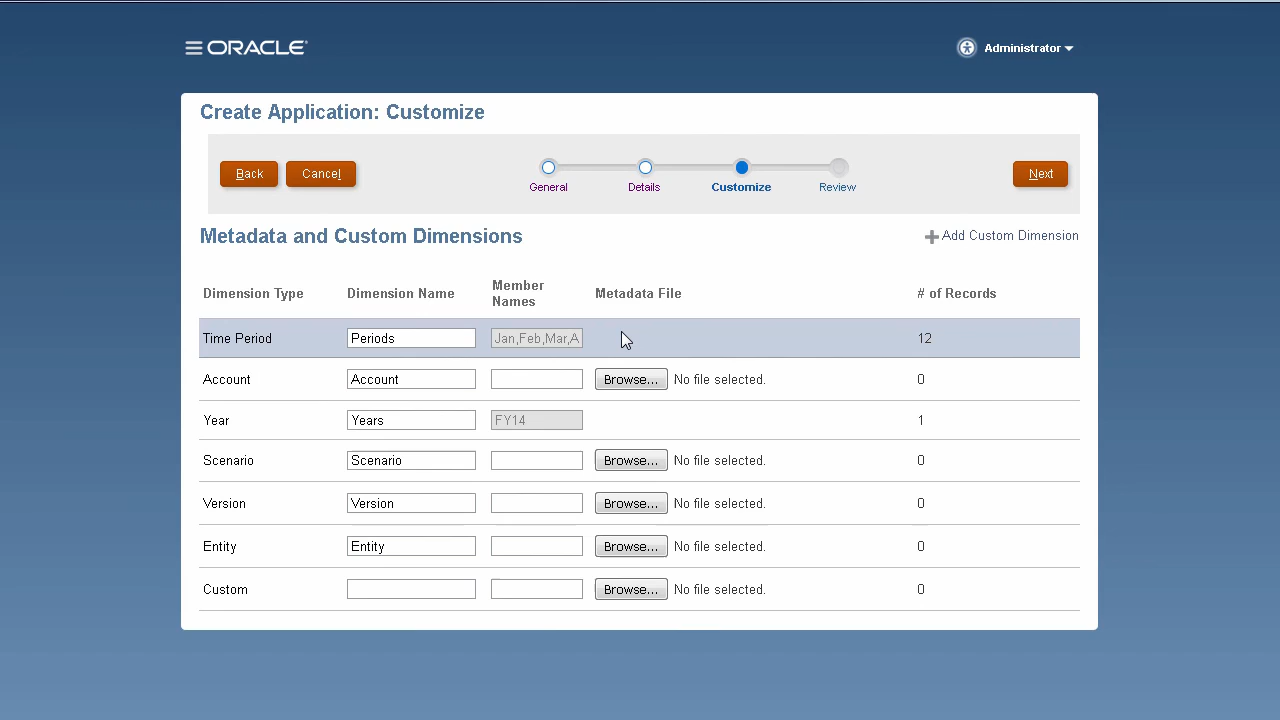 ORACLE
Administrator
Create Application: Customize
Back
Cancel
General
Details
Customize
Review
Next
Metadata and Custom Dimensions
Add Custom Dimension
Dimension Type Dimension Name Member Names Metadata File # of Records
Time Period Periods Jan,Feb,Mar,A 12
Account Account Browse... No file selected. 0
Year Years FY14 1
Scenario Scenario Browse... No file selected. 0
Version Version Browse... No file selected. 0
Entity Entity Browse... No file selected. 0
Custom Browse... No file selected. 0